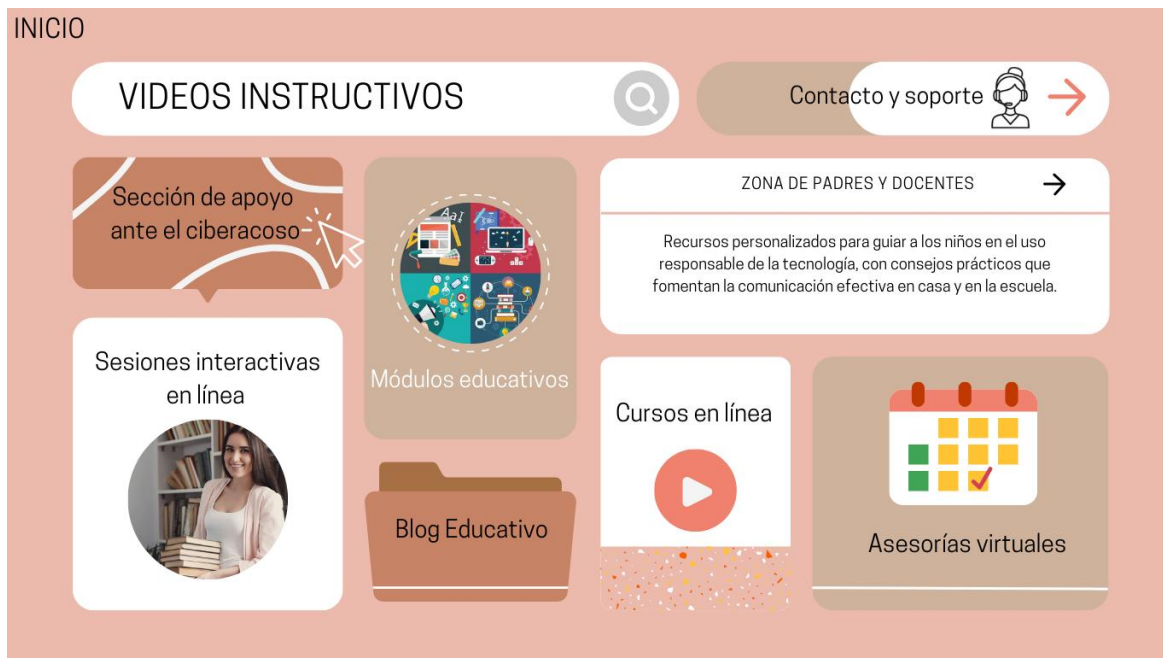 INICIO
VIDEOS INSTRUCTIVOS
Contacto y soporte
Sección de apoyo
ante el ciberacoso
Sesiones interactivas
en línea
AaI
Módulos educativos
Blog Educativo
ZONA DE PADRES Y DOCENTES
Recursos personalizados para guiar a los niños en el uso
responsable de la tecnología, con consejos prácticos que
fomentan la comunicación efectiva en casa y en la escuela.
Cursos en línea
Asesorías virtuales